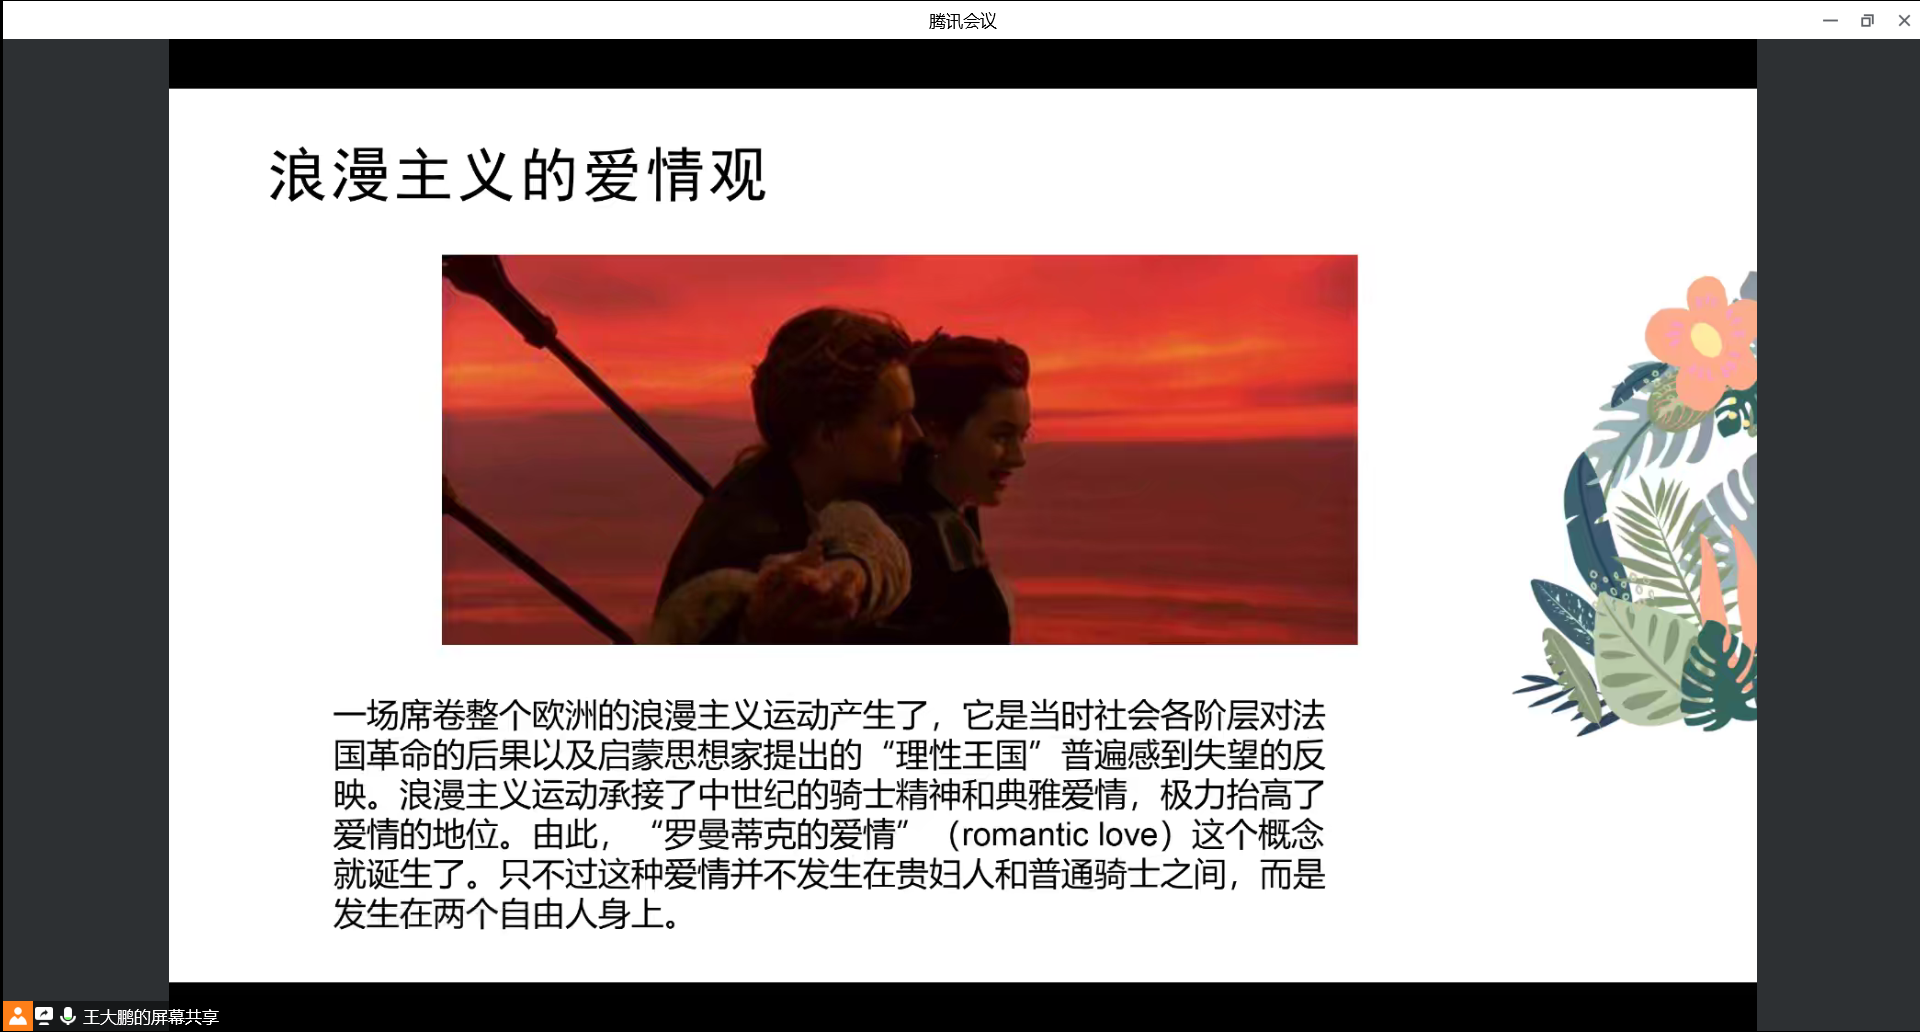 腾讯会议
浪漫主义的爱情观
一场席卷整个欧洲的浪漫主义运动产生了，它是当时社会各阶层对法
国革命的后果以及启蒙思想家提出的“理性王国”普遍感到失望的反
映。浪漫主义运动承接了中世纪的骑士精神和典雅爱情，极力抬高了
爱情的地位。由此，“罗曼蒂克的爱情”（romantic love）这个概念
就诞生了。只不过这种爱情并不发生在贵妇人和普通骑士之间，而是
发生在两个自由人身上。
王大鹏的屏幕共享